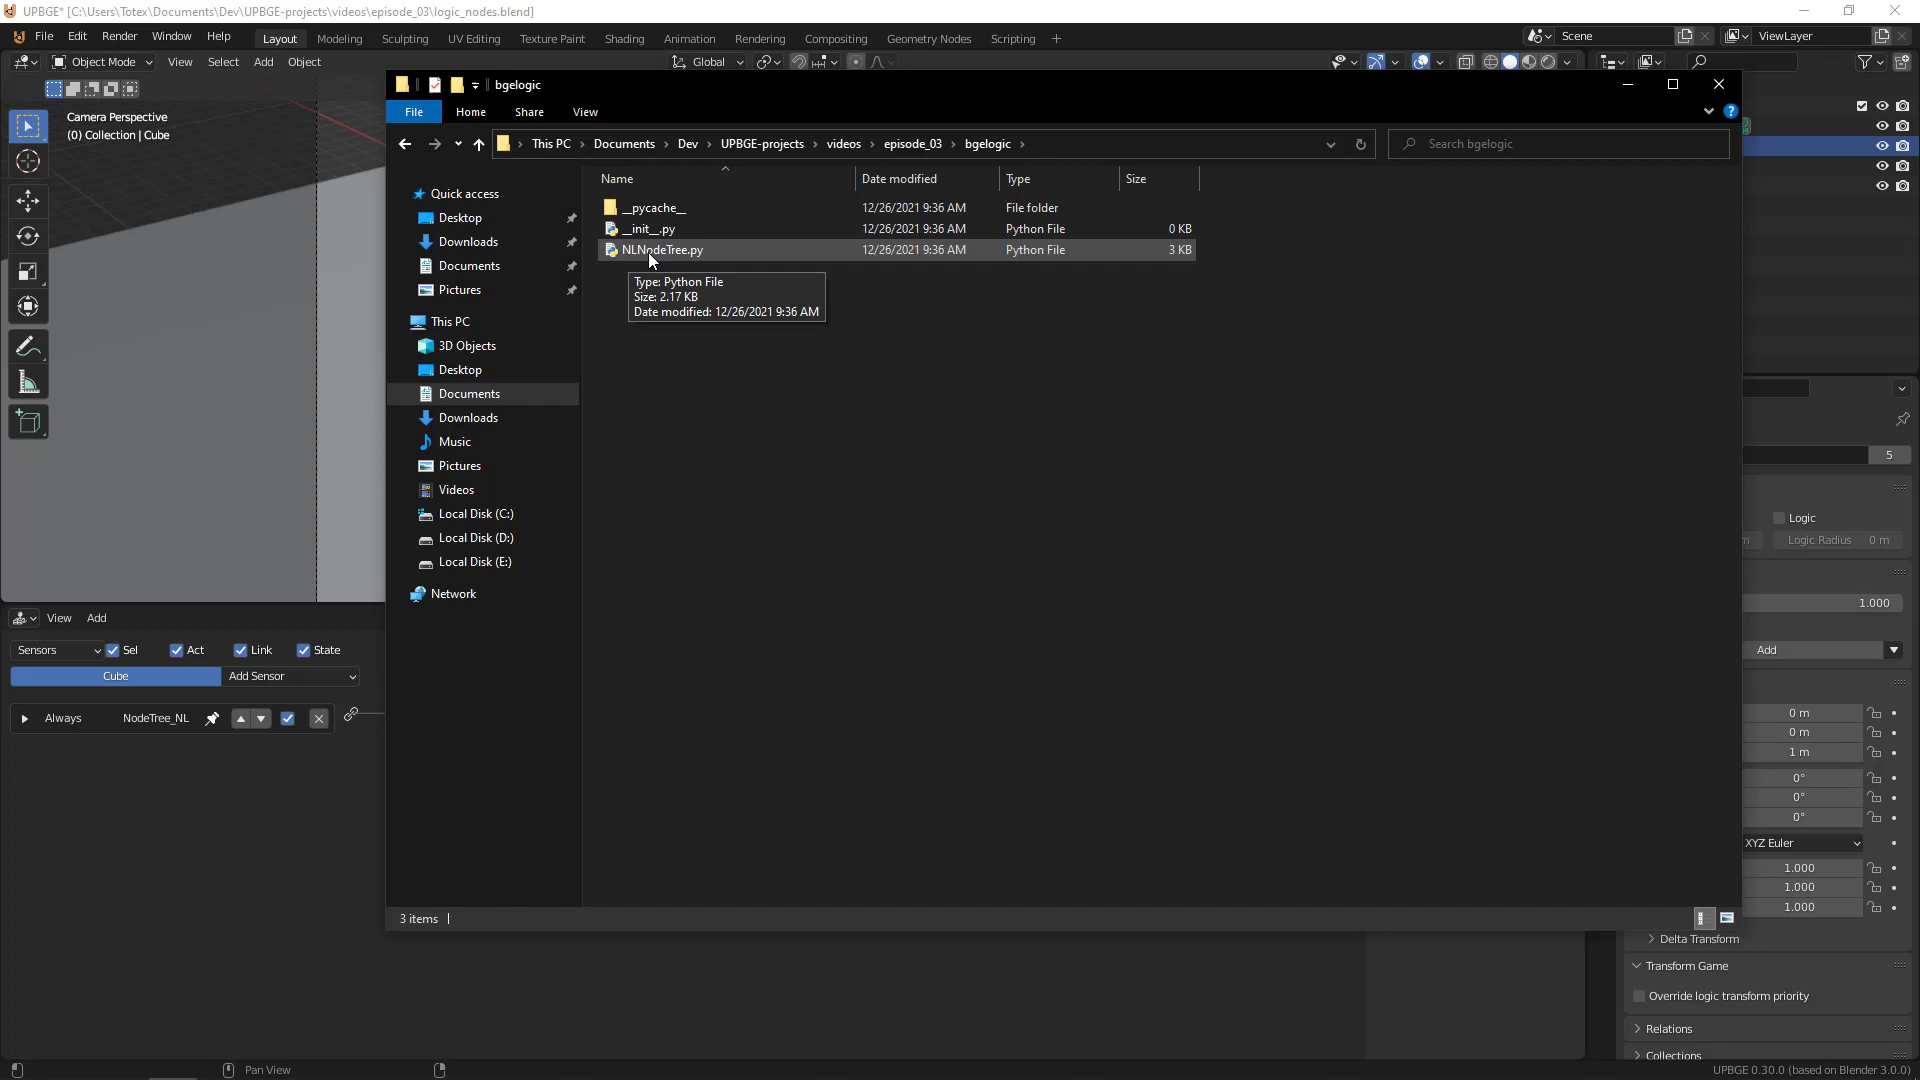 UPBGE* [C:\Users\Totex\Documents\Dev\UPBGE-projects\videos\episode_03\logic_nodes.blend]
File Edit Render Window Help Layout Modeling Sculpting UV Editing Texture Paint Shading Animation Rendering Compositing Geometry Nodes Scripting + Scene ViewLayer
Object Mode View Select Add Object Global
Camera Perspective
(0) Collection | Cube
bgelogic
File Home Share View
This PC Documents Dev UPBGE-projects videos episode_03 bgelogic Search bgelogic
Name Date modified Type Size
__pycache__ 12/26/2021 9:36 AM File folder
__init__.py 12/26/2021 9:36 AM Python File 0 KB
NLNodeTree.py 12/26/2021 9:36 AM Python File 3 KB
Type: Python File
Size: 2.17 KB
Date modified: 12/26/2021 9:36 AM
Quick access
Desktop
Downloads
Documents
Pictures
This PC
3D Objects
Desktop
Documents
Downloads
Music
Pictures
Videos
Local Disk (C:)
Local Disk (D:)
Local Disk (E:)
Network
3 items
View Add
Sensors Sel Act Link State
Cube Add Sensor
Always NodeTree_NL
5
Logic
m Logic Radius 0 m
1.000
Add
0 m
0 m
1 m
0°
0°
0°
XYZ Euler
1.000
1.000
1.000
Delta Transform
Transform Game
Override logic transform priority
Relations
Collections
Pan View
UPBGE 0.30.0 (based on Blender 3.0.0)